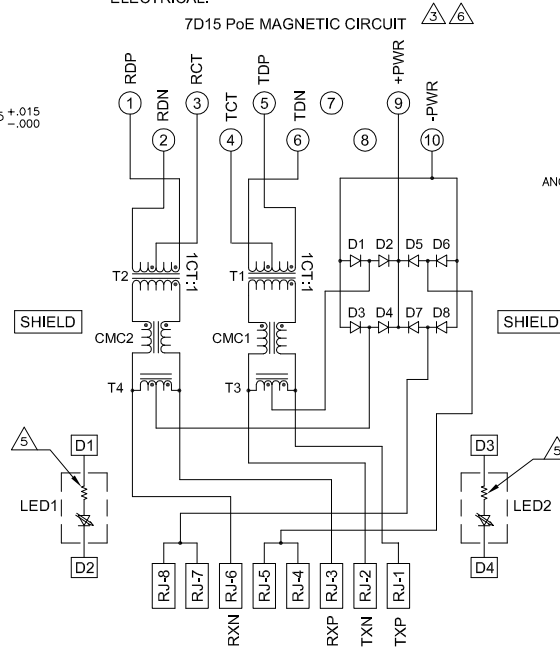 ELECTRICAL:
7D15 PoE MAGNETIC CIRCUIT 3 6
RDP RDN RCT TCT TDP TDN +PWR -PWR
1 2 3 4 5 6 7 8 9 10
+.015
-.000
D1 D2 D5 D6
T2 1CT:1 T1 1CT:1
D3 D4 D7 D8
SHIELD SHIELD
CMC2 CMC1
T4 T3
5 D1 D3 5
LED1 LED2
D2 D4
RJ-8 RJ-7 RJ-6 RJ-5 RJ-4 RJ-3 RJ-2 RJ-1
RXN RXP TXN TXP